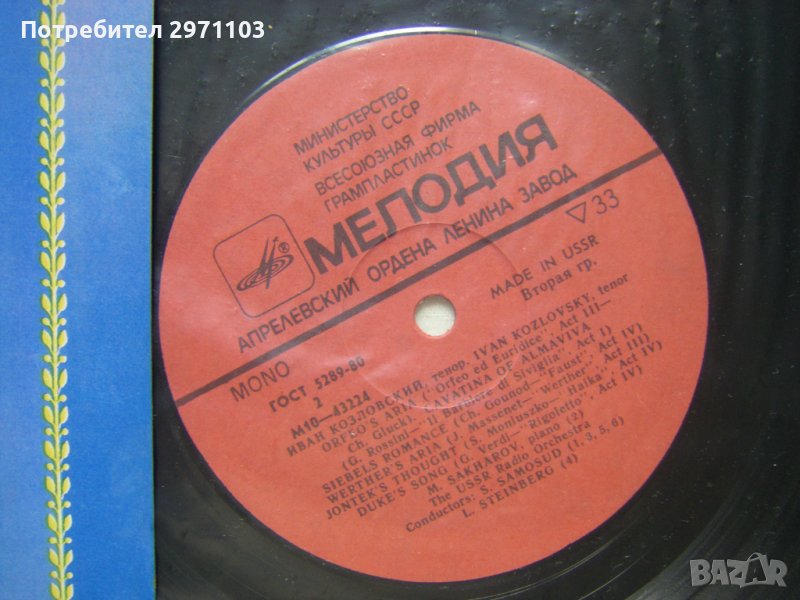 Потребител 2971103
МИНИСТЕРСТВО
КУЛЬТУРЫ СССР
ВСЕСОЮЗНАЯ ФИРМА
ГРАМПЛАСТИНОК
МЕЛОДИЯ
®
АПРЕЛЕВСКИЙ ОРДЕНА ЛЕНИНА ЗАВОД
33
MONO
MADE IN USSR
ГОСТ 5289-80
Вторая гр.
2
М10—43224
ИВАН КОЗЛОВСКИЙ, тенор. IVAN KOZLOVSKY, tenor
ORFEO'S ARIA ("Orfeo ed Euridice", Act III—
Ch. Gluck). CAVATINA OF ALMAVIVA
(G. Rossini—"Il Barbiere di Siviglia", Act I)
SIEBELS ROMANCE (Ch. Gounod—"Faust", Act IV)
WERTHER'S ARIA (J. Massenet—"Werther", Act III)
JONTEK'S THOUGHT (S. Moniuszko—"Halka", Act IV)
DUKE'S SONG (G. Verdi—"Rigoletto", Act IV)
M. SAKHAROV, piano (2)
The USSR Radio Orchestra
Conductors: S. SAMOSUD (1, 3, 5, 6)
L. STEINBERG (4)
BAZAR